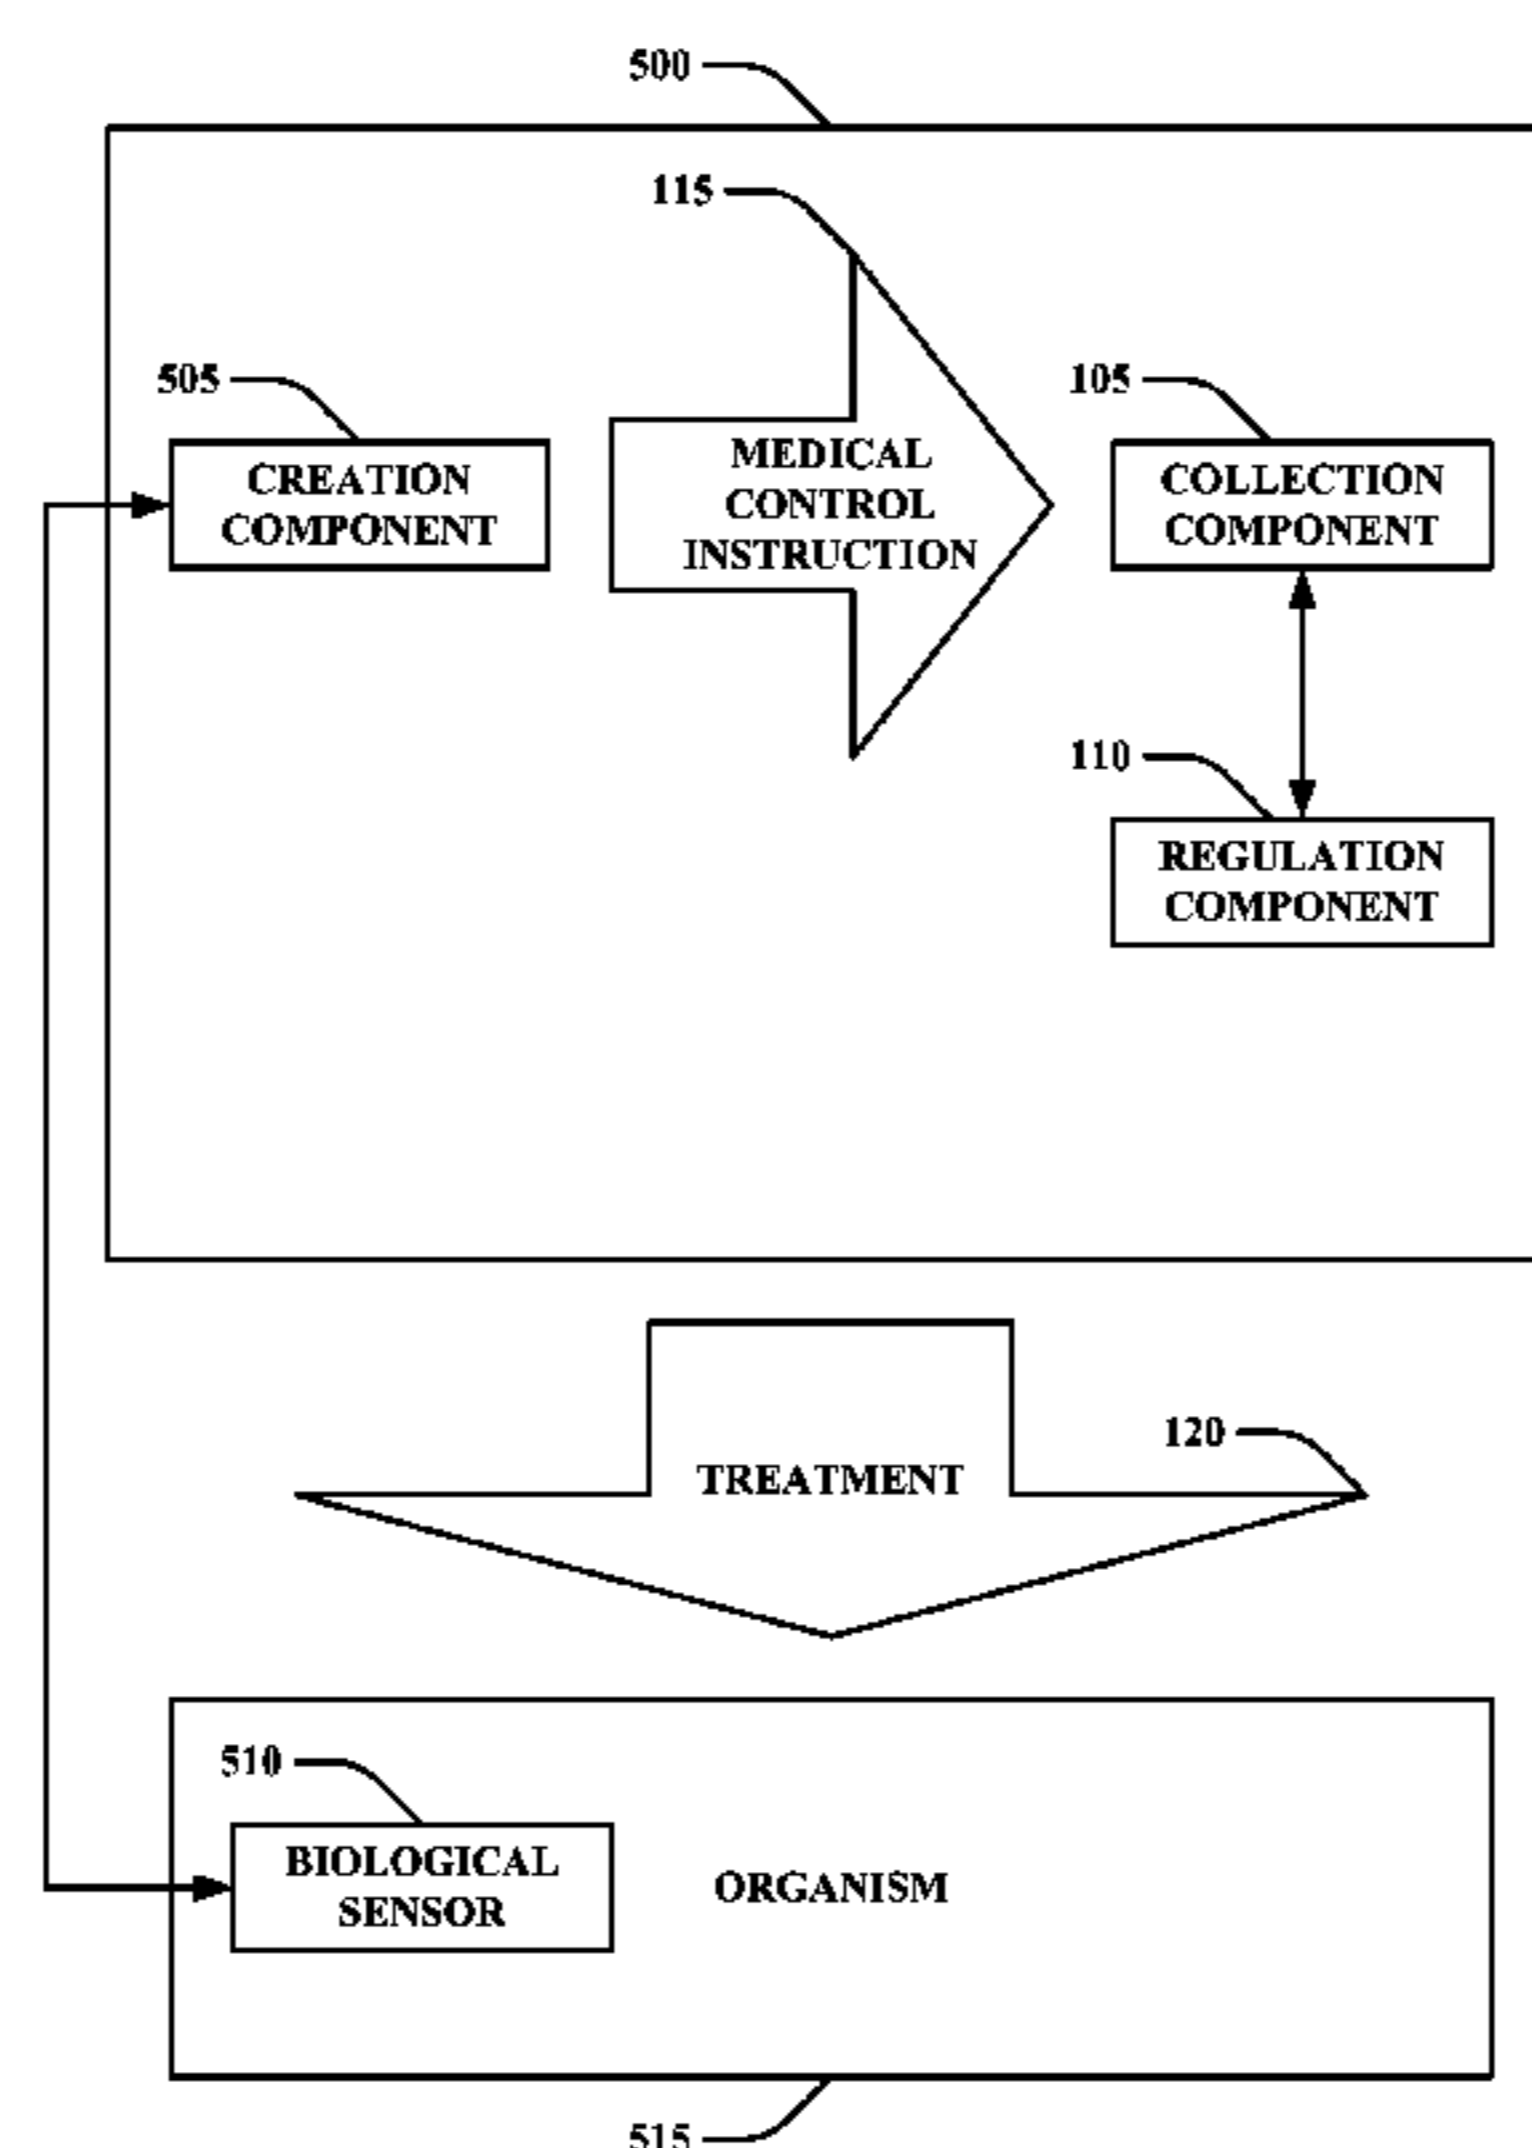 500
115
505
105
CREATION
COMPONENT
MEDICAL
CONTROL
INSTRUCTION
COLLECTION
COMPONENT
110
REGULATION
COMPONENT
120
TREATMENT
510
BIOLOGICAL
SENSOR
ORGANISM
515